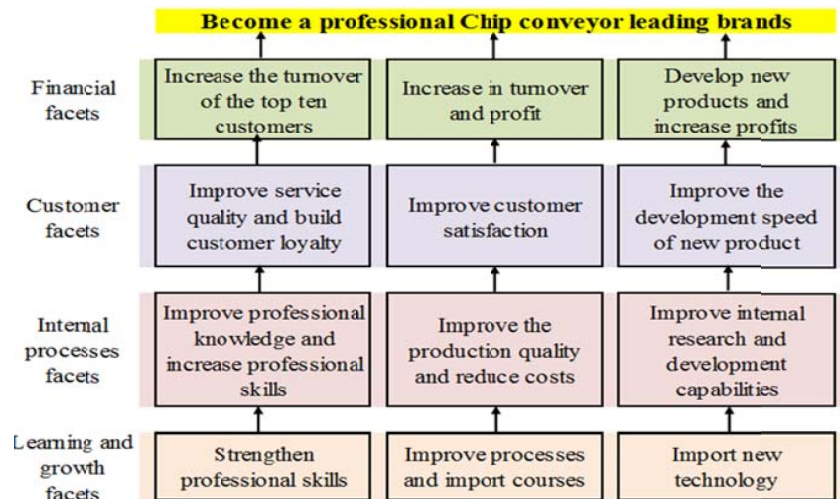 Become a professional Chip conveyor leading brands
Financial
facets
Increase the turnover
of the top ten
customers
Increase in turnover
and profit
Develop new
products and
increase profits
Customer
facets
Improve service
quality and build
customer loyalty
Improve customer
satisfaction
Improve the
development speed
of new product
Internal
processes
facets
Improve professional
knowledge and
increase professional
skills
Improve the
production quality
and reduce costs
Improve internal
research and
development
capabilities
Learning and
growth
facets
Strengthen
professional skills
Improve processes
and import courses
Import new
technology